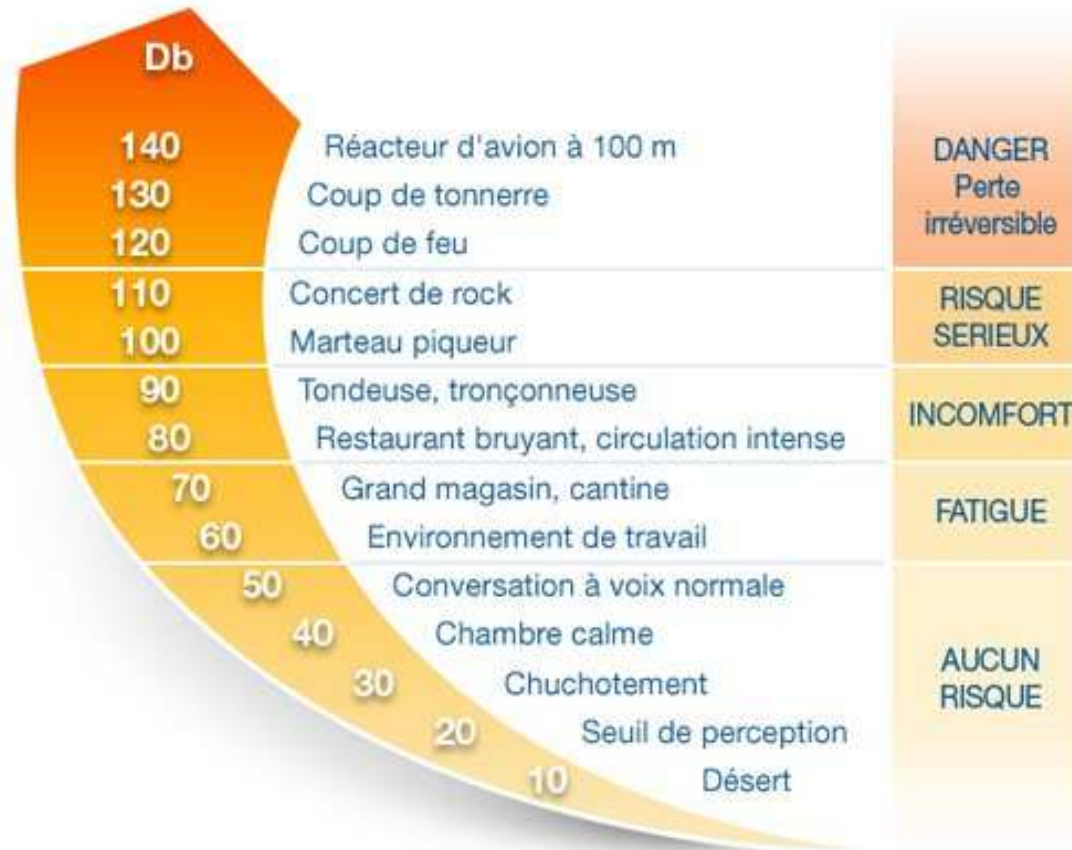 Db
140 Réacteur d'avion à 100 m
130 Coup de tonnerre
120 Coup de feu
DANGER
Perte
irréversible
110 Concert de rock
100 Marteau piqueur
RISQUE
SERIEUX
90 Tondeuse, tronçonneuse
80 Restaurant bruyant, circulation intense
INCOMFORT
70 Grand magasin, cantine
60 Environnement de travail
FATIGUE
50 Conversation à voix normale
40 Chambre calme
30 Chuchotement
20 Seuil de perception
10 Désert
AUCUN
RISQUE